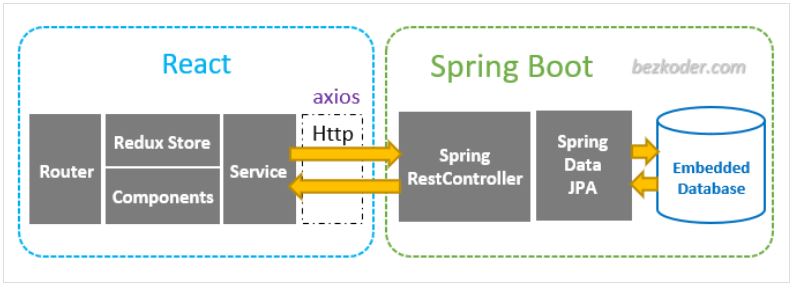 React
Spring Boot
bezkoder.com
axios
Http
Router
Redux Store
Components
Service
Spring
RestController
Spring
Data
JPA
Embedded
Database